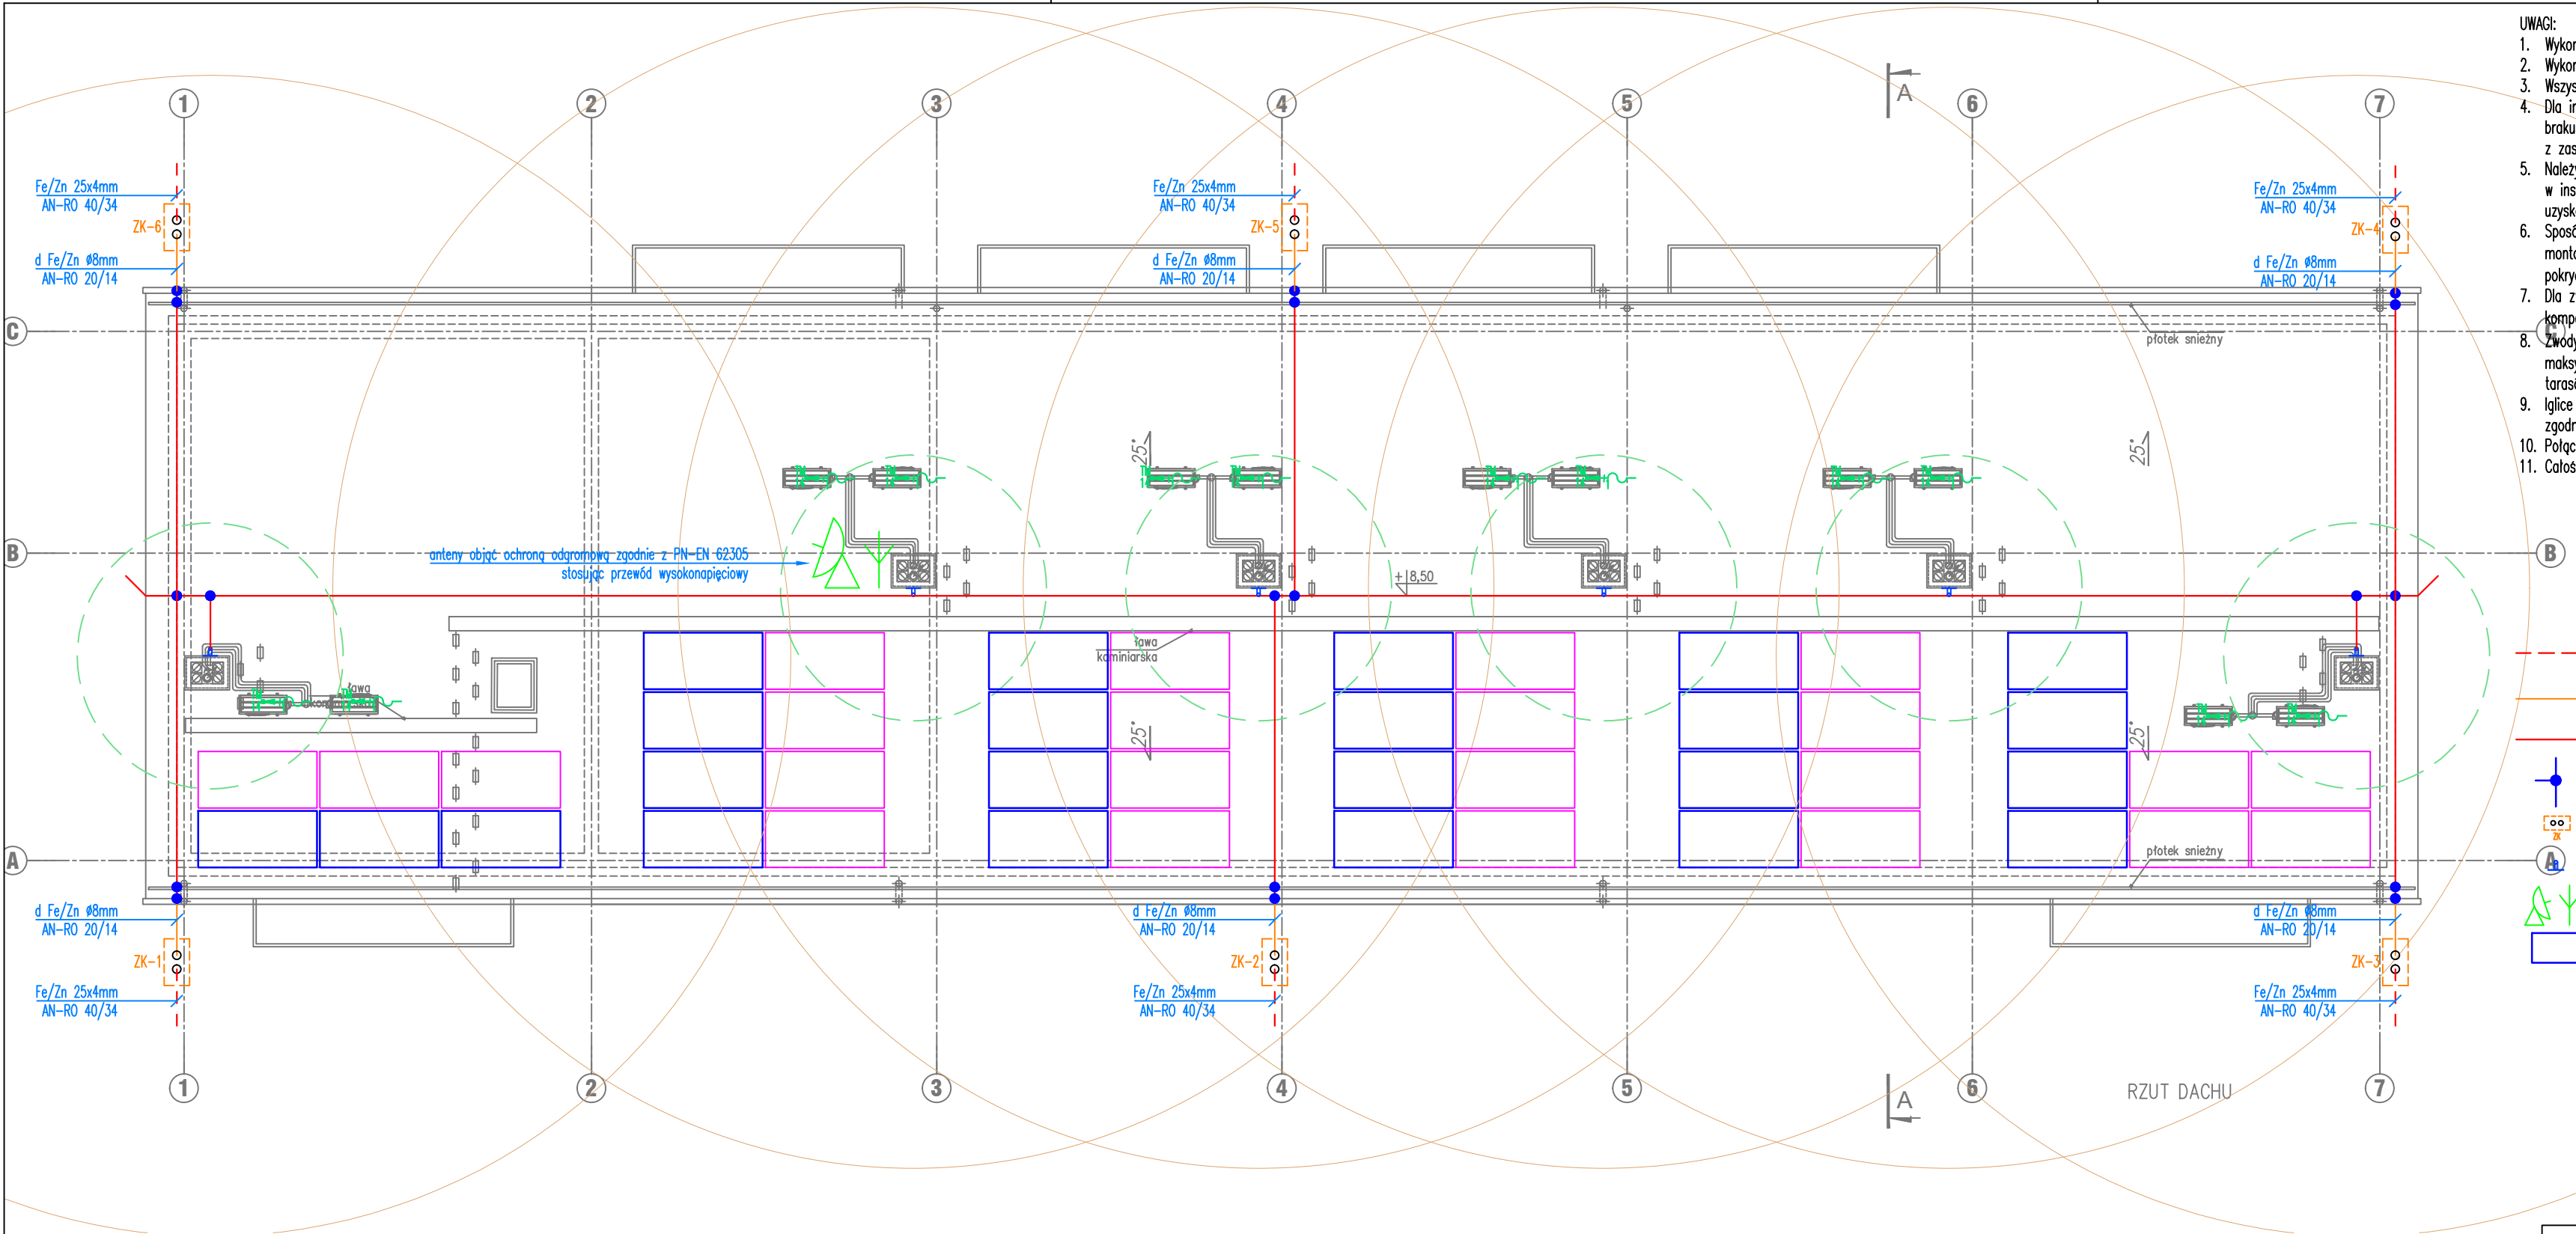 UWAGI:
1.
2.
3.
4. Dla
z
5.
w
6.
7. Dla z
8.
9. Iglice
10.
11.
1
2
3
4
5
6
7
A
Fe/Zn 25x4mm
AN-RO 40/34
ZK-6
d Fe/Zn Ø8mm
AN-RO 20/14
Fe/Zn 25x4mm
AN-RO 40/34
ZK-5
d Fe/Zn Ø8mm
AN-RO 20/14
Fe/Zn 25x4mm
AN-RO 40/34
ZK-4
d Fe/Zn Ø8mm
AN-RO 20/14
C
C
płotek snieżny
25°
25°
B
B
anteny objąć ochroną odgromową zgodnie z PN-EN 62305
stosując przewód wysokonapięciowy
+8,50
ława
kominiarska
ława
25°
25°
A
A
płotek snieżny
d Fe/Zn Ø8mm
AN-RO 20/14
ZK-1
Fe/Zn 25x4mm
AN-RO 40/34
d Fe/Zn Ø8mm
AN-RO 20/14
ZK-2
Fe/Zn 25x4mm
AN-RO 40/34
d Fe/Zn Ø8mm
AN-RO 20/14
ZK-3
Fe/Zn 25x4mm
AN-RO 40/34
ZK
1
2
3
4
5
6
7
A
RZUT DACHU